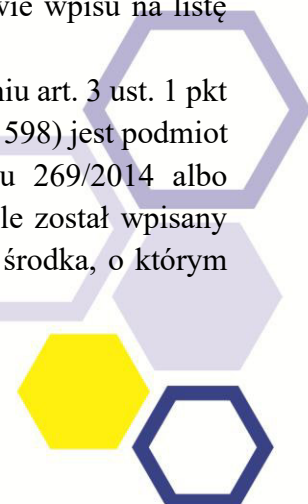 wie wpisu na listę
niu art. 3 ust. 1 pkt
598) jest podmiot
u 269/2014 albo
le został wpisany
środka, o którym